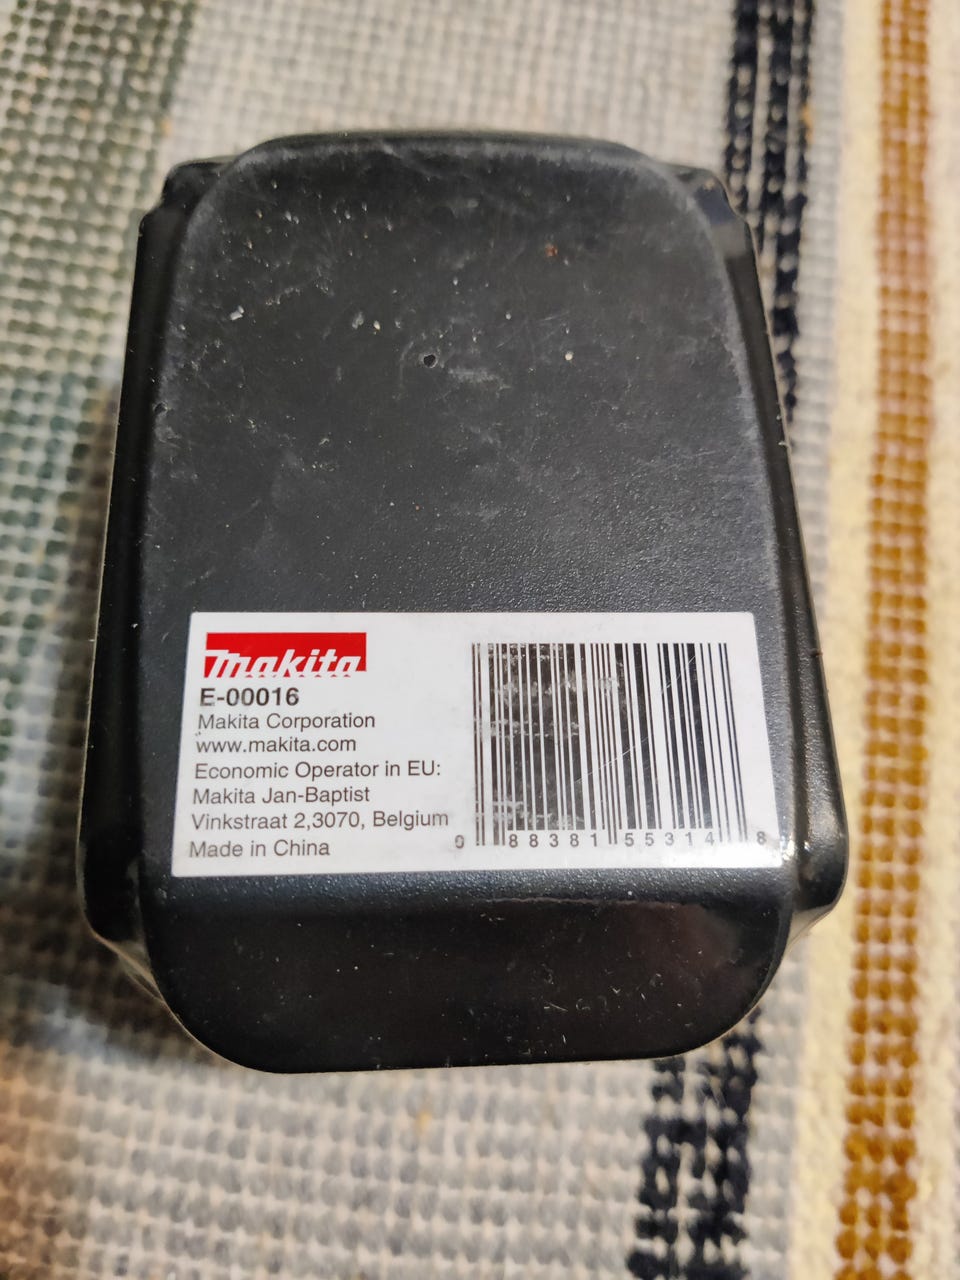 makita
E-00016
Makita Corporation
www.makita.com
Economic Operator in EU:
Makita Jan-Baptist
Vinkstraat 2,3070, Belgium
Made in China
0 88381 55314 8